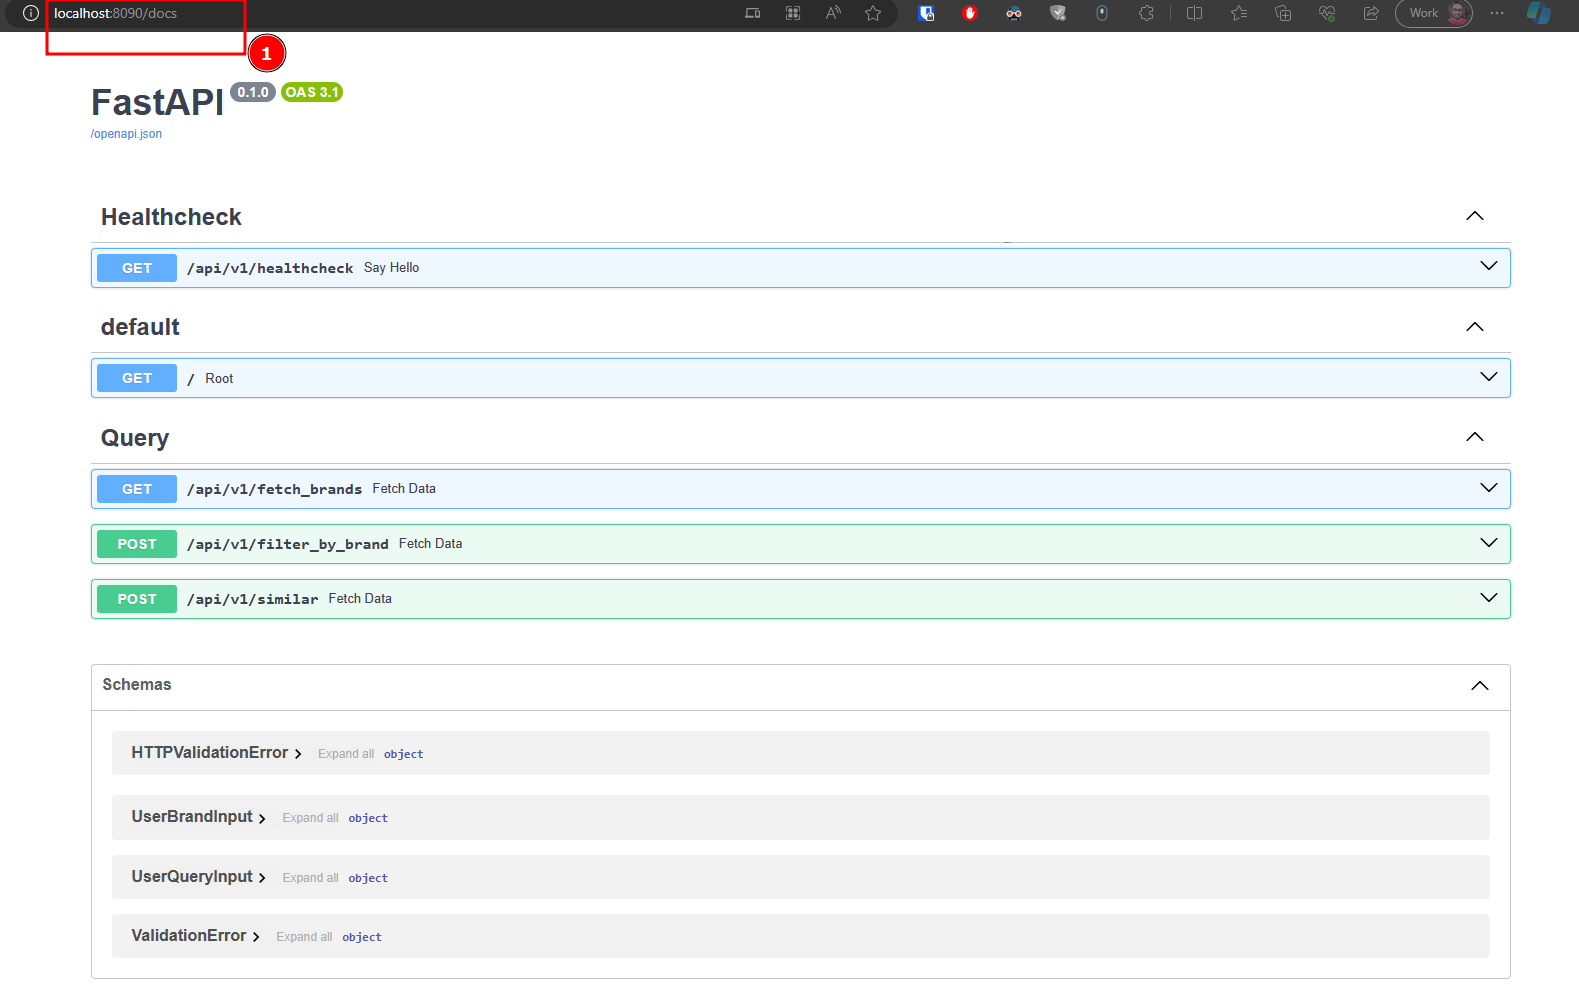 localhost:8090/docs
Work
1
FastAPI 0.1.0 OAS 3.1
/openapi.json
Healthcheck
GET /api/v1/healthcheck Say Hello
default
GET / Root
Query
GET /api/v1/fetch_brands Fetch Data
POST /api/v1/filter_by_brand Fetch Data
POST /api/v1/similar Fetch Data
Schemas
HTTPValidationError Expand all object
UserBrandInput Expand all object
UserQueryInput Expand all object
ValidationError Expand all object